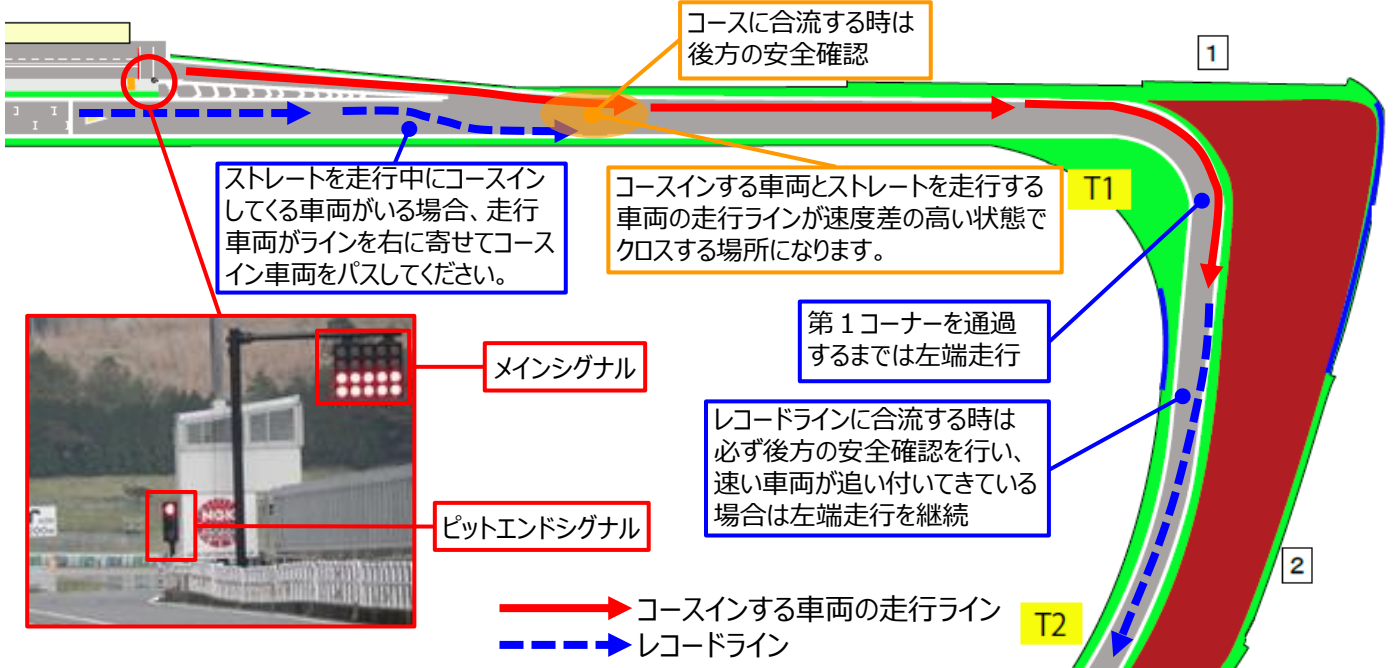 コースに合流する時は
後方の安全確認
1
ストレートを走行中にコースイン
してくる車両がいる場合、走行
車両がラインを右に寄せてコース
イン車両をパスしてください。
コースインする車両とストレートを走行する
車両の走行ラインが速度差の高い状態で
クロスする場所になります。
T1
第１コーナーを通過
するまでは左端走行
メインシグナル
レコードラインに合流する時は
必ず後方の安全確認を行い、
速い車両が追い付いてきている
場合は左端走行を継続
NGK
ピットエンドシグナル
2
コースインする車両の走行ライン
T2
レコードライン